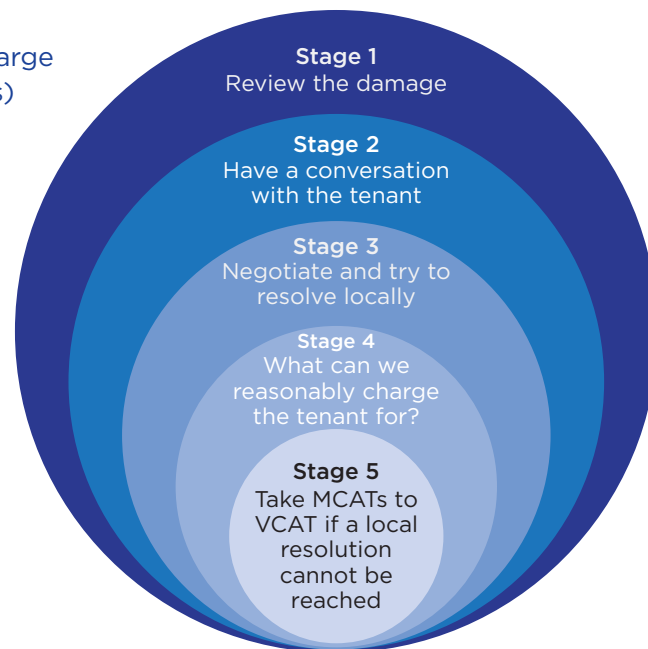 Stage 1
Review the damage
Stage 2
Have a conversation
with the tenant
Stage 3
Negotiate and try to
resolve locally
Stage 4
What can we
reasonably charge
the tenant for?
Stage 5
Take MCATs to
VCAT if a local
resolution
cannot be
reached